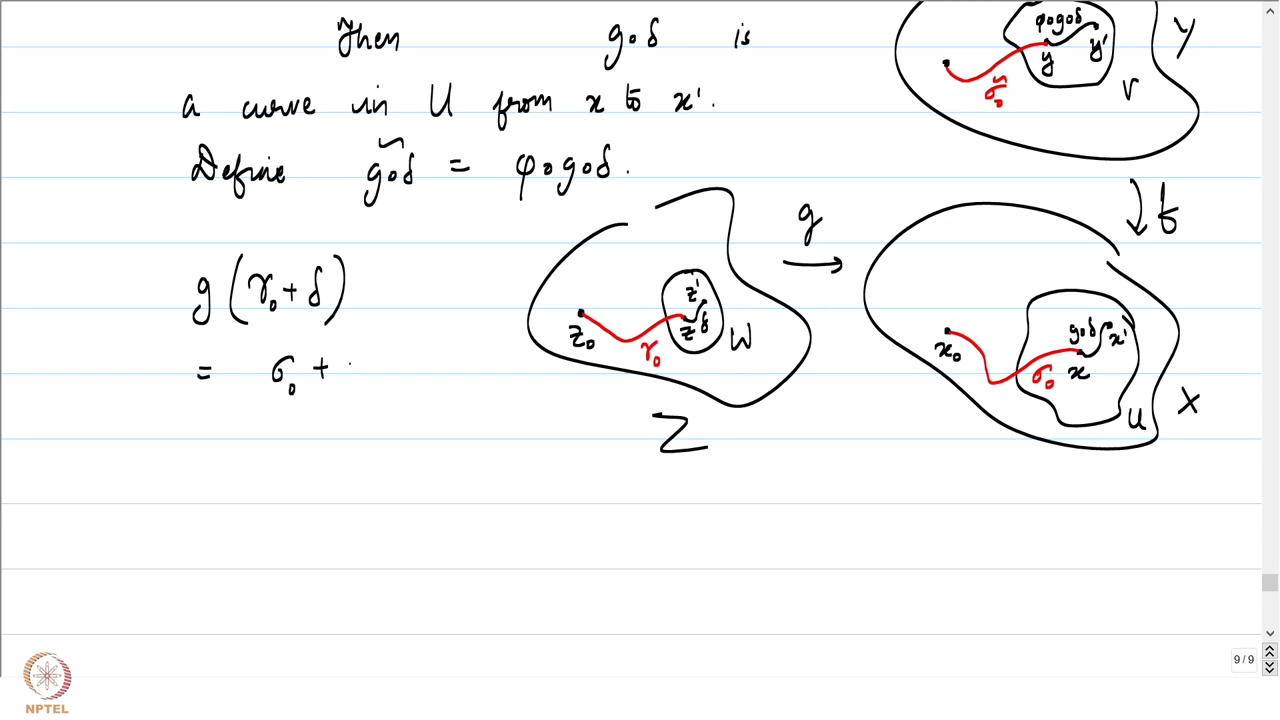 Then g∘δ is
a curve in U from x to x'.
Define g∘δ̃ = φ∘g∘δ.
g(γ₀ + δ)
= σ₀ +
φ∘g∘δ
y y'
σ̃₀
V
Y
f
g
z₀ γ₀ z δ z' W
Z
x₀ σ₀ x g∘δ x' U
X
9 / 9
NPTEL